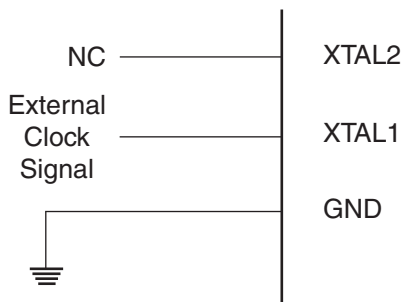 NC
XTAL2
External
Clock
Signal
XTAL1
GND